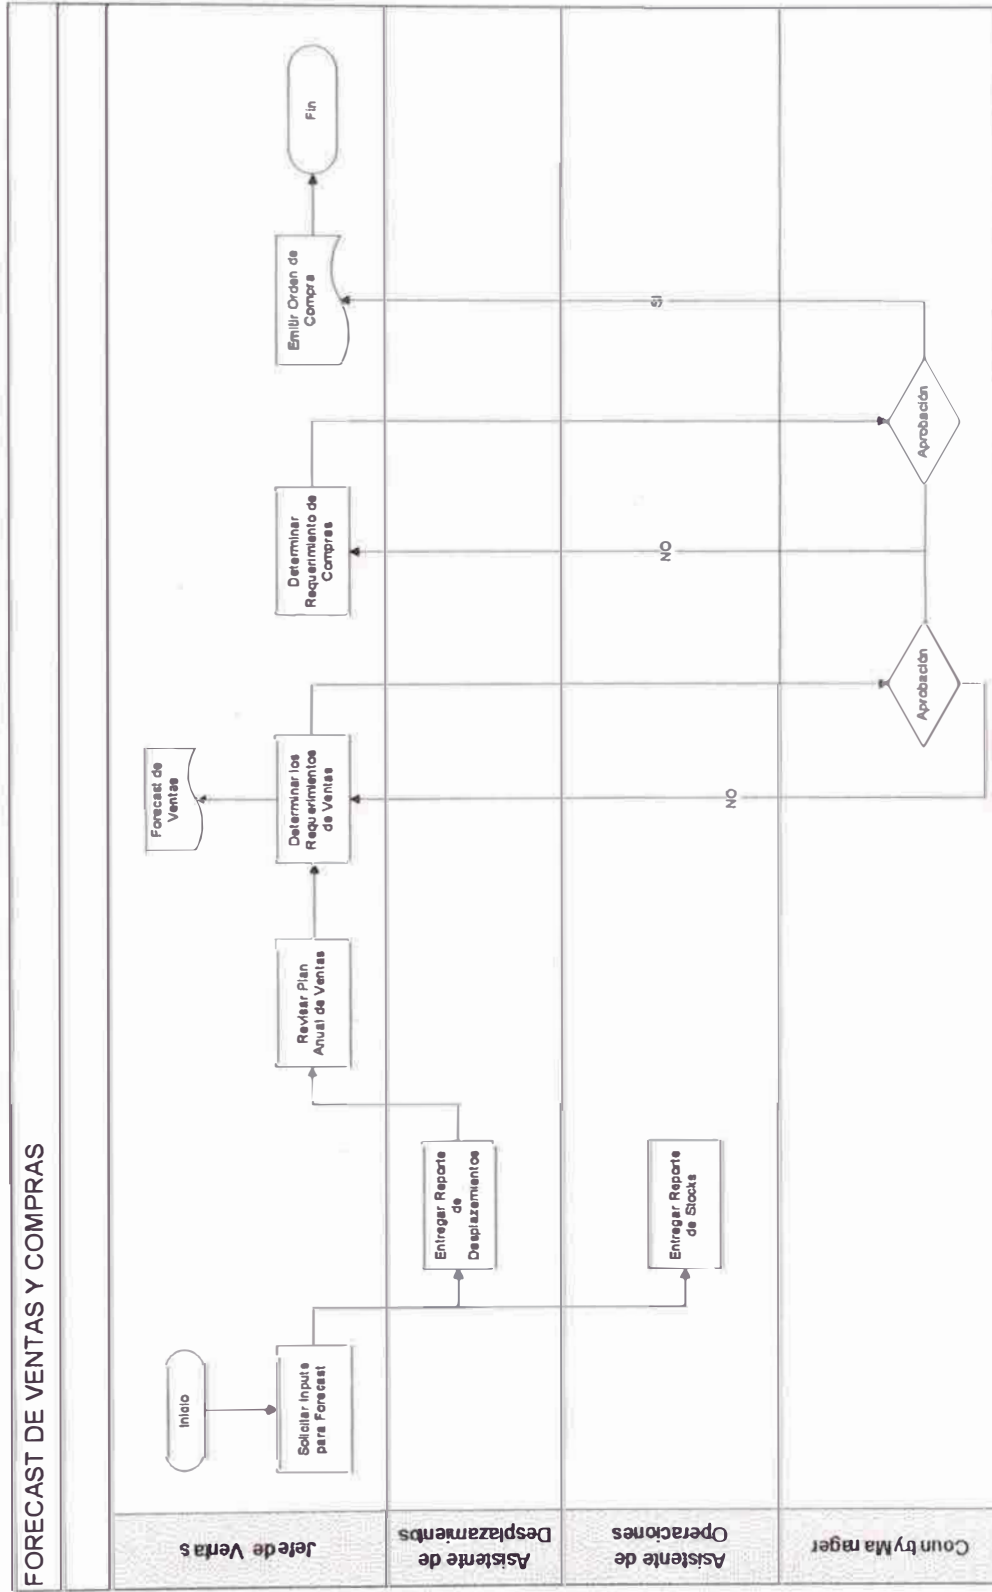 FORECAST DE VENTAS Y COMPRAS
Jefe de Ventas
Inicio
Solicitar Inputs
para Forecast
Revisar Plan
Anual de Ventas
Determinar los
Requerimientos
de Ventas
Forecast de
Ventas
Determinar
Requerimiento de
Compras
Emitir Orden de
Compra
Fin
Asistente de
Desplazamientos
Entregar Reporte
de
Desplazamientos
Asistente de
Operaciones
Entregar Reporte
de Stocks
NO
NO
SI
Country Manager
Aprobación
Aprobación